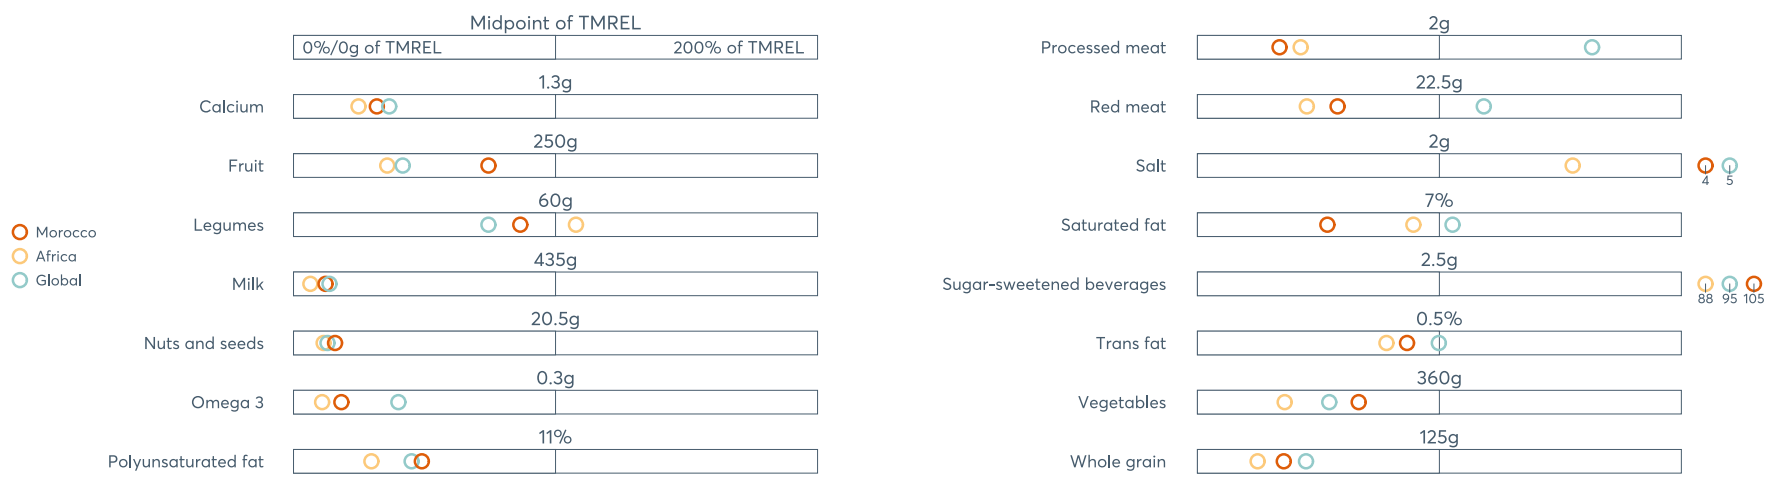 Midpoint of TMREL
0%/0g of TMREL 200% of TMREL
1.3g
Calcium
250g
Fruit
60g
Legumes
435g
Milk
20.5g
Nuts and seeds
0.3g
Omega 3
11%
Polyunsaturated fat
Morocco
Africa
Global
2g
Processed meat
22.5g
Red meat
2g
Salt
4 5
7%
Saturated fat
2.5g
Sugar-sweetened beverages
88 95 105
0.5%
Trans fat
360g
Vegetables
125g
Whole grain